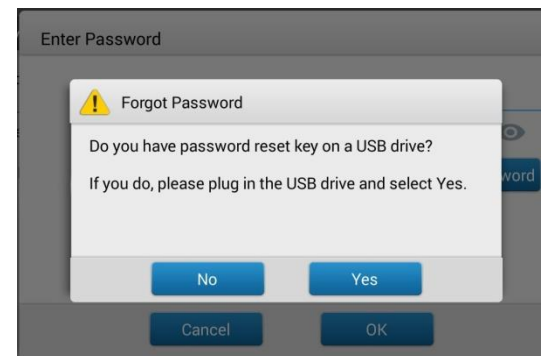 Enter Password
Forgot Password
Do you have password reset key on a USB drive?
If you do, please plug in the USB drive and select Yes.
word
No
Yes
Cancel
OK